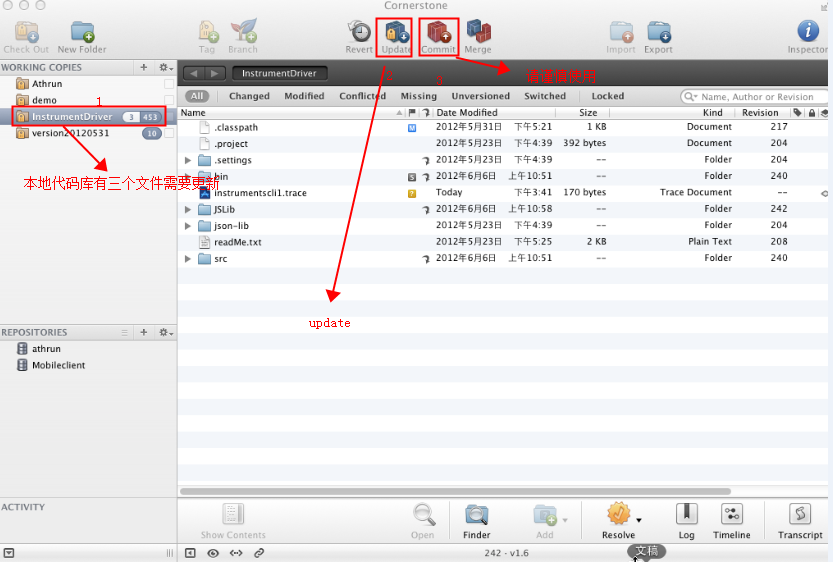 Cornerstone
Check Out
New Folder
Tag
Branch
Revert
Update
Commit
Merge
Import
Export
Inspector
WORKING COPIES
InstrumentDriver
Athrun
demo
1
InstrumentDriver 3 453
version20120531 10
本地代码库有三个文件需要更新
All Changed Modified Conflicted Missing Unversioned Switched Locked
Name, Author or Revision
Name Date Modified Size Kind Revision
.classpath M 2012年5月31日 下午5:21 1 KB Document 217
.project 2012年5月23日 下午4:39 392 bytes Document 204
.settings 2012年5月23日 下午4:39 -- Folder 204
bin S 2012年6月6日 上午10:51 -- Folder 240
instrumentscli1.trace ? Today 下午3:41 170 bytes Trace Document --
JSLib 2012年6月6日 上午10:58 -- Folder 242
json-lib 2012年5月23日 下午4:39 -- Folder 204
readMe.txt 2012年5月23日 下午5:25 2 KB Plain Text 208
src 2012年6月6日 上午10:51 -- Folder 240
update
REPOSITORIES
athrun
Mobileclient
ACTIVITY
Show Contents
Open
Finder
Add
Resolve
Log
Timeline
Transcript
242 - v1.6
文稿